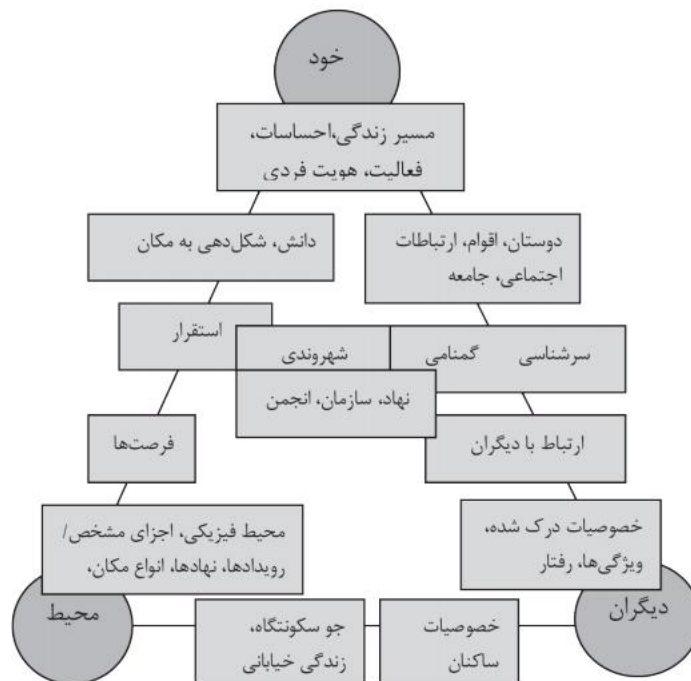 خود
مسیر زندگی،احساسات،
فعالیت، هویت فردی
دوستان، اقوام، ارتباطات
اجتماعی، جامعه
دانش، شکل‌دهی به مکان
سرشناسی گمنامی
شهروندی
استقرار
نهاد، سازمان، انجمن
ارتباط با دیگران
فرصت‌ها
خصوصیات درک شده،
ویژگی‌ها، رفتار
محیط فیزیکی، اجزای مشخص/
رویدادها، نهادها، انواع مکان،
دیگران
خصوصیات
ساکنان
جو سکونتگاه،
زندگی خیابانی
محیط